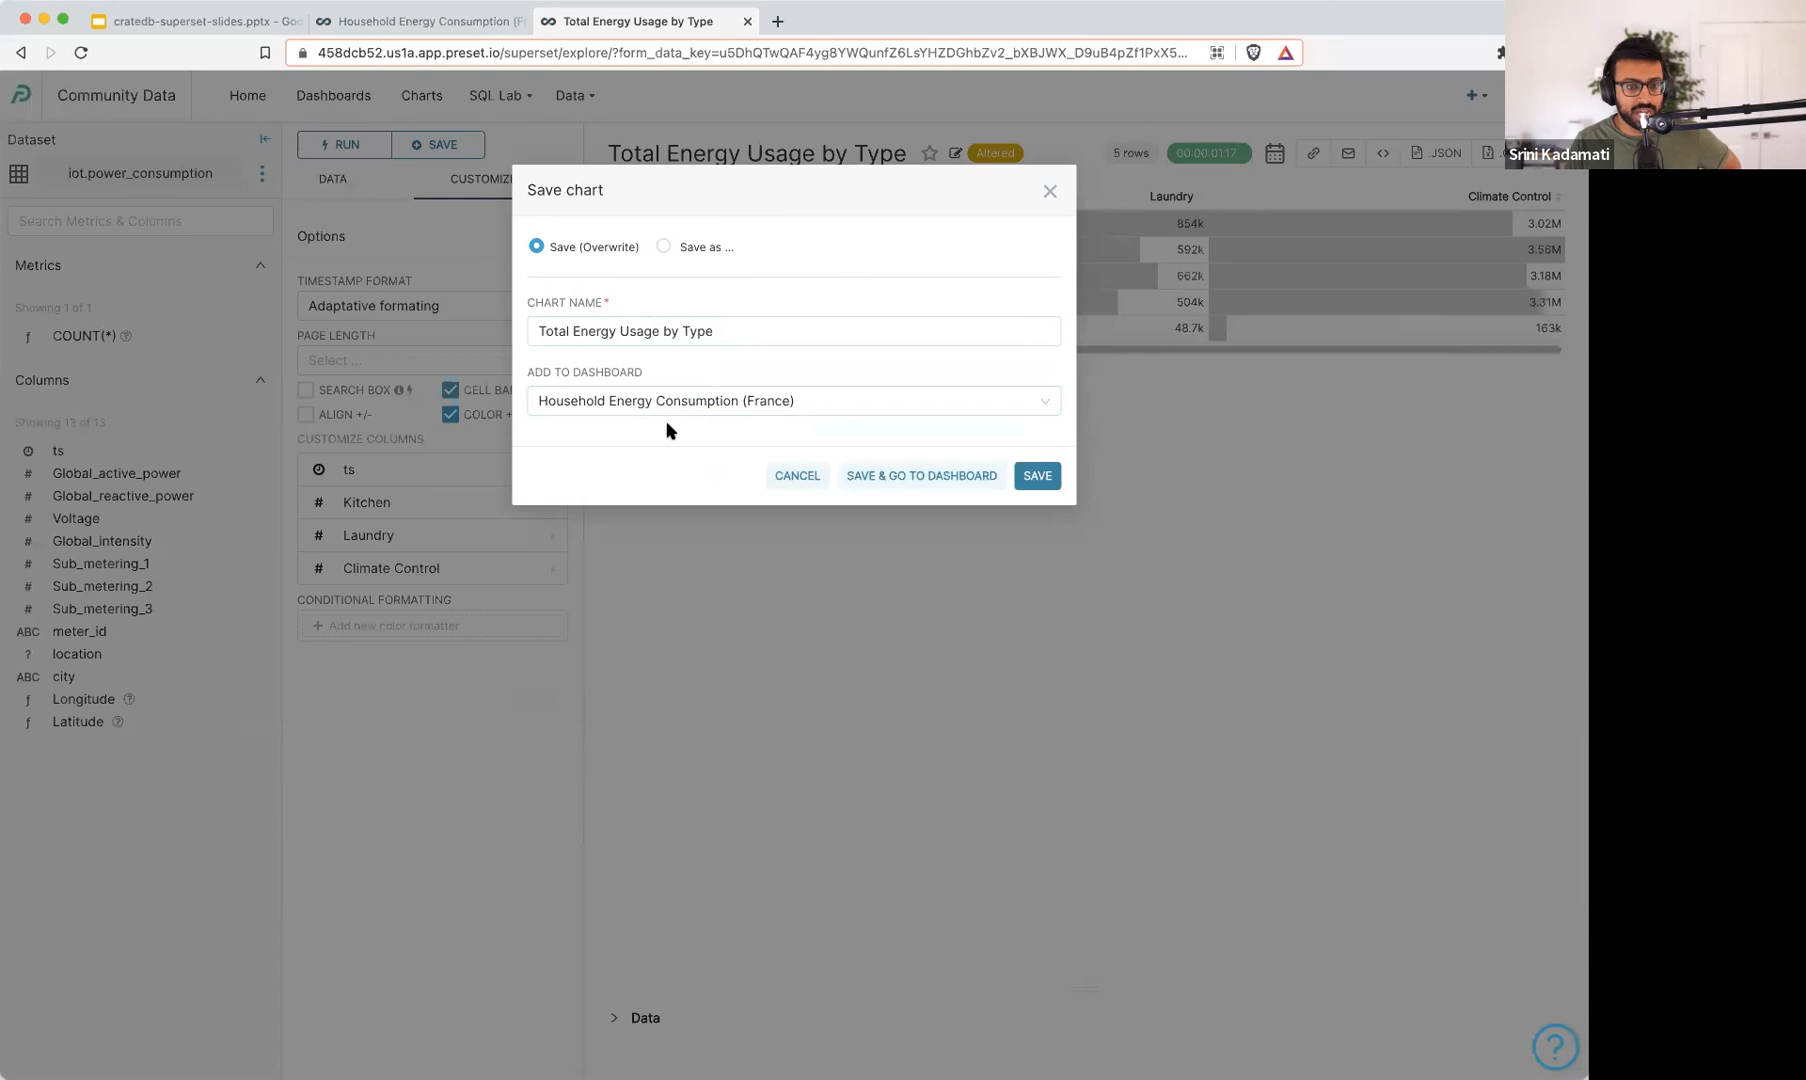 cratedb-superset-slides.pptx - Goo
Household Energy Consumption (F
Total Energy Usage by Type
458dcb52.us1a.app.preset.io/superset/explore/?form_data_key=u5DhQTwQAF4yg8YWQunfZ6LsYHZDGhbZv2_bXBJWX_D9uB4pZf1PxX5...
Community Data
Home
Dashboards
Charts
SQL Lab
Data
Srini Kadamati
Dataset
iot.power_consumption
Search Metrics & Columns
Metrics
Showing 1 of 1
f COUNT(*)
Columns
Showing 13 of 13
ts
# Global_active_power
# Global_reactive_power
# Voltage
# Global_intensity
# Sub_metering_1
# Sub_metering_2
# Sub_metering_3
ABC meter_id
? location
ABC city
f Longitude
f Latitude
RUN
SAVE
DATA
CUSTOMIZE
Options
TIMESTAMP FORMAT
Adaptative formating
PAGE LENGTH
Select ...
SEARCH BOX
CELL BA
ALIGN +/-
COLOR +
CUSTOMIZE COLUMNS
ts
# Kitchen
# Laundry
# Climate Control
CONDITIONAL FORMATTING
+ Add new color formatter
Total Energy Usage by Type
Altered
5 rows
00:00:01.17
.JSON
Laundry
Climate Control
854k
3.02M
592k
3.56M
662k
3.18M
504k
3.31M
48.7k
163k
Save chart
Save (Overwrite)
Save as ...
CHART NAME *
Total Energy Usage by Type
ADD TO DASHBOARD
Household Energy Consumption (France)
CANCEL
SAVE & GO TO DASHBOARD
SAVE
Data